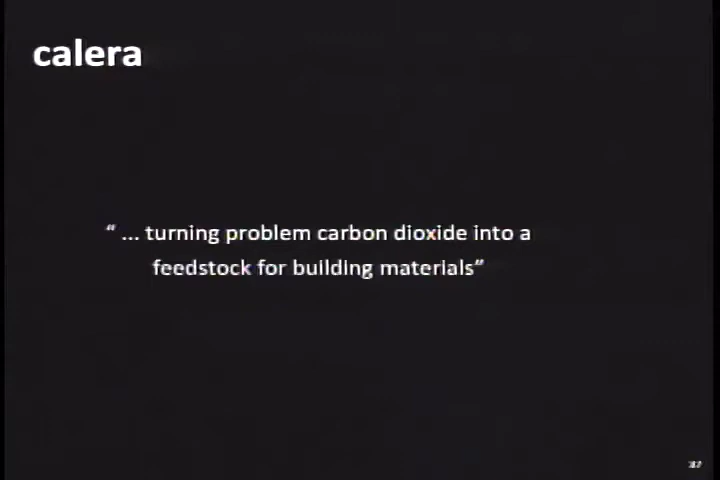 calera
“ ... turning problem carbon dioxide into a
feedstock for building materials”